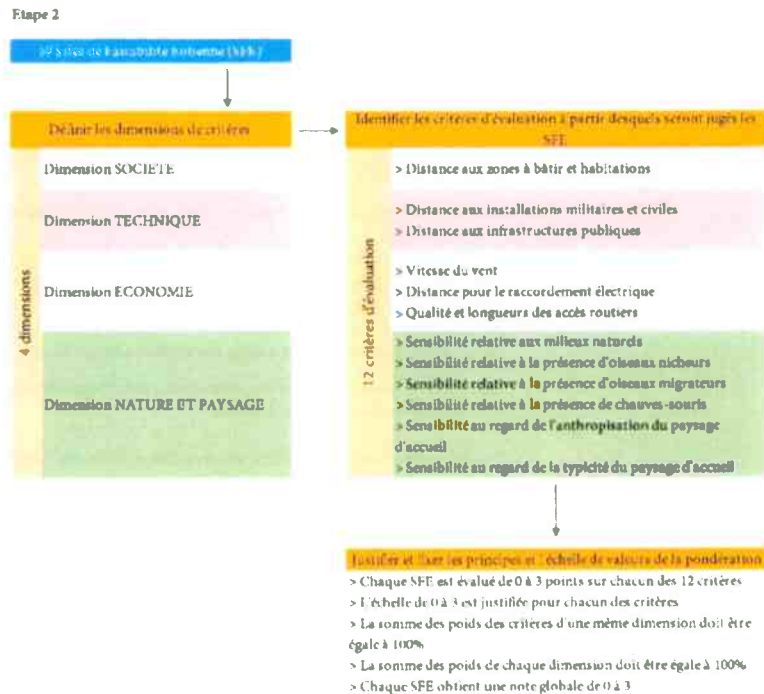 Etape 2
Sites de Faisabilité Eolienne (SFE)
Définir les dimensions de critères
Identifier les critères d'évaluation à partir desquels seront jugés les
SFE
4 dimensions
Dimension SOCIETE
Dimension TECHNIQUE
Dimension ECONOMIE
Dimension NATURE ET PAYSAGE
12 critères d'évaluation
> Distance aux zones à bâtir et habitations
> Distance aux installations militaires et civiles
> Distance aux infrastructures publiques
> Vitesse du vent
> Distance pour le raccordement électrique
> Qualité et longueurs des accès routiers
> Sensibilité relative aux milieux naturels
> Sensibilité relative à la présence d'oiseaux nicheurs
> Sensibilité relative à la présence d'oiseaux migrateurs
> Sensibilité relative à la présence de chauves-souris
> Sensibilité au regard de l'anthropisation du paysage
d'accueil
> Sensibilité au regard de la typicité du paysage d'accueil
Justifier et fixer les principes et l'échelle de valeurs de la pondération
> Chaque SFE est évalué de 0 à 3 points sur chacun des 12 critères
> L'échelle de 0 à 3 est justifiée pour chacun des critères
> La somme des poids des critères d'une même dimension doit être
égale à 100%
> La somme des poids de chaque dimension doit être égale à 100%
> Chaque SFE obtient une note globale de 0 à 3